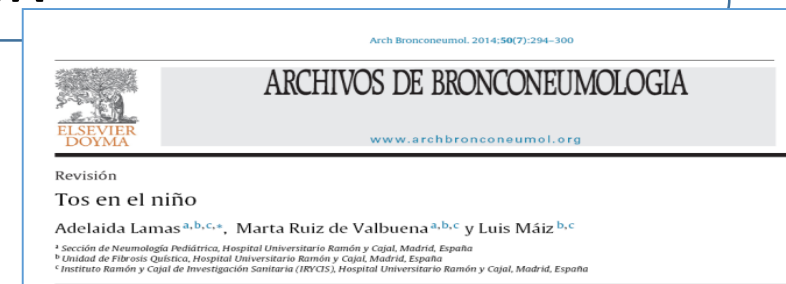 Arch Bronconeumol. 2014;50(7):294–300
ARCHIVOS DE BRONCONEUMOLOGIA
ELSEVIER
DOYMA
www.archbronconeumol.org
Revisión
Tos en el niño
Adelaida Lamas a,b,c,*, Marta Ruiz de Valbuena a,b,c y Luis Máiz b,c
a Sección de Neumología Pediátrica, Hospital Universitario Ramón y Cajal, Madrid, España
b Unidad de Fibrosis Quística, Hospital Universitario Ramón y Cajal, Madrid, España
c Instituto Ramón y Cajal de Investigación Sanitaria (IRYCIS), Hospital Universitario Ramón y Cajal, Madrid, España